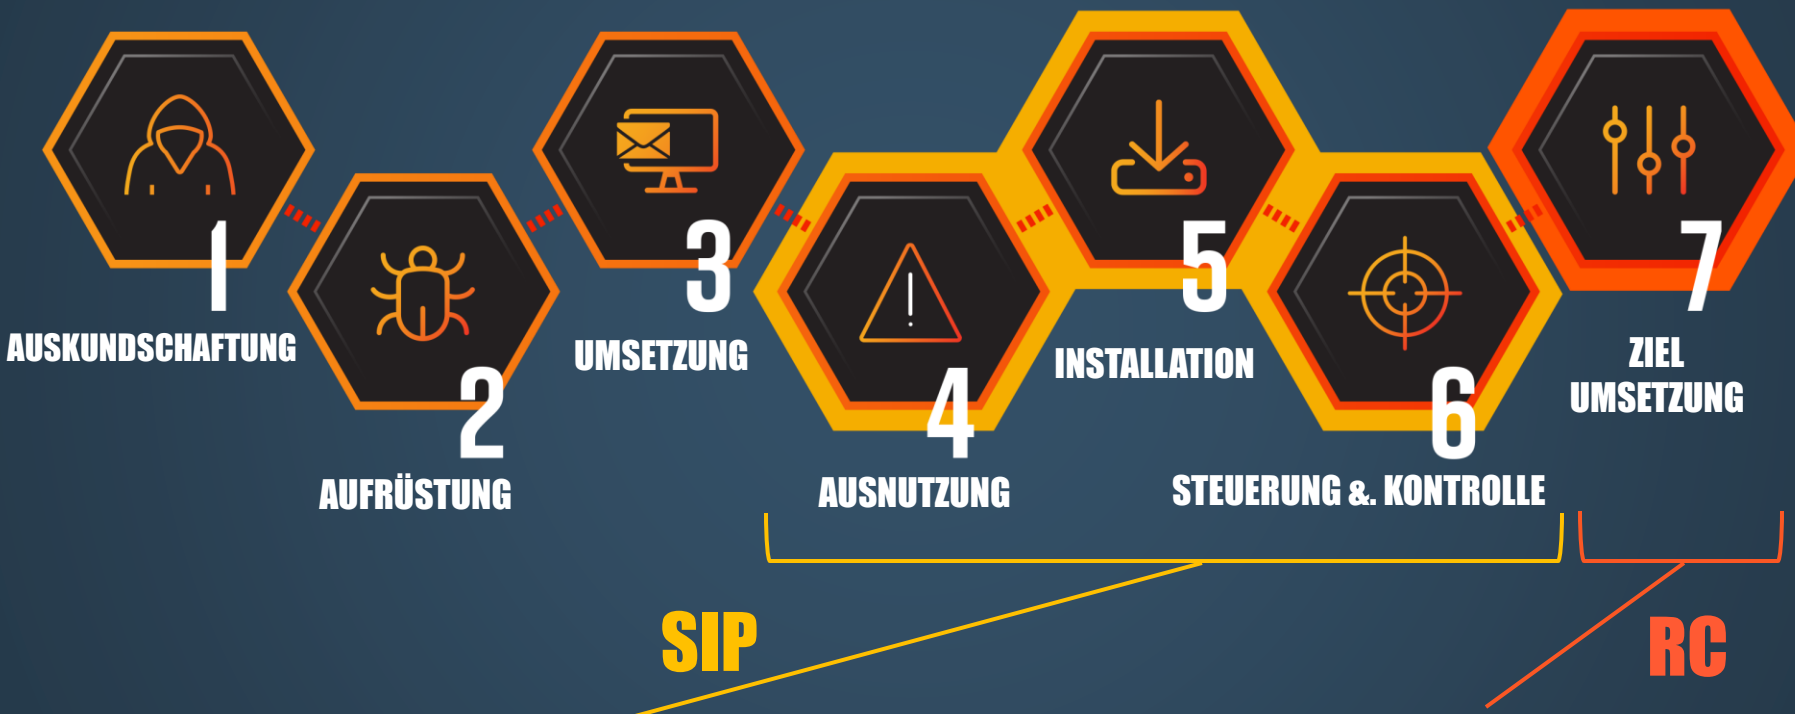 1
AUSKUNDSCHAFTUNG
2
AUFRÜSTUNG
3
UMSETZUNG
4
AUSNUTZUNG
5
INSTALLATION
6
STEUERUNG &. KONTROLLE
7
ZIEL
UMSETZUNG
SIP
RC